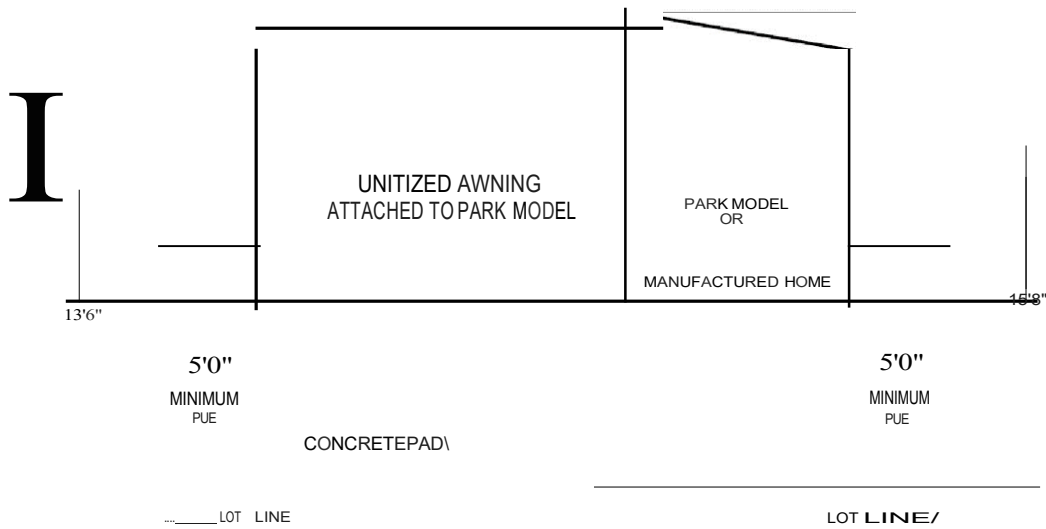 I
UNITIZED AWNING
ATTACHED TO PARK MODEL
PARK MODEL
OR
MANUFACTURED HOME
13'6"
15'8"
5'0"
MINIMUM
PUE
5'0"
MINIMUM
PUE
CONCRETEPAD\
...._____ LOT LINE
LOT LINE/